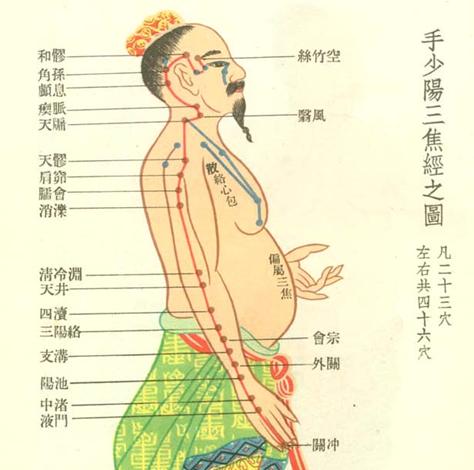 手少陽三焦經之圖
凡二十三穴
左右共四十六穴
和髎
角孫
顱息
瘈脈
天牖
天髎
肩窌
臑會
消濼
清冷淵
天井
四瀆
三陽絡
支溝
陽池
中渚
液門
絲竹空
翳風
散絡心包
偏屬三焦
會宗
外關
關冲